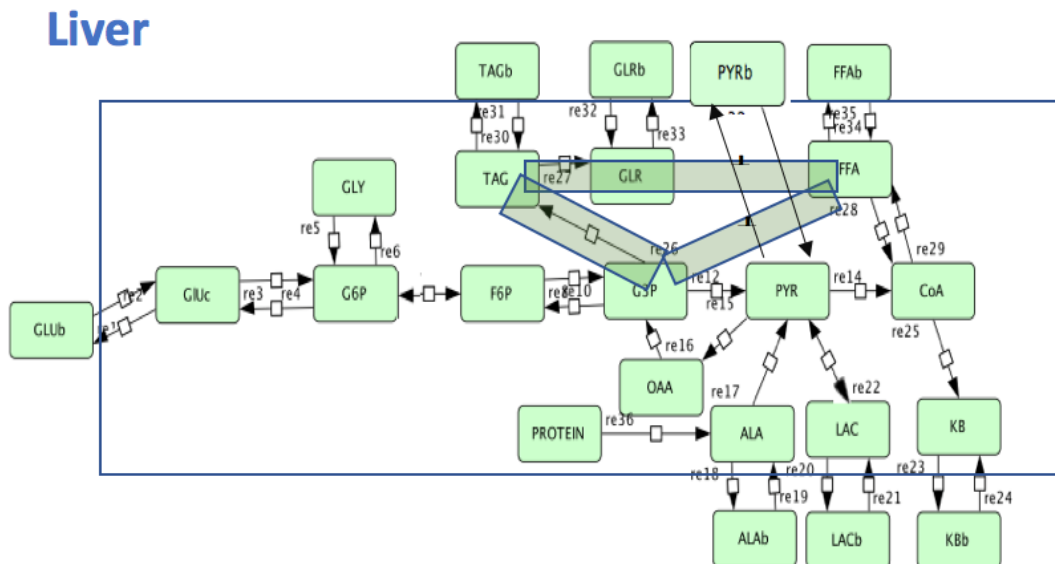 Liver
TAGb
GLRb
PYRb
FFAb
re31
re30
re32
re33
re35
re34
TAG
re27
GLR
FFA
re28
GLY
re5
re6
re26
re29
GLUb
re2
GlUc
re3
re4
G6P
F6P
re10
G3P
re12
re15
PYR
re14
CoA
re25
re16
OAA
re17
re22
PROTEIN
re36
ALA
LAC
KB
re18
re19
re20
re21
re23
re24
ALAb
LACb
KBb